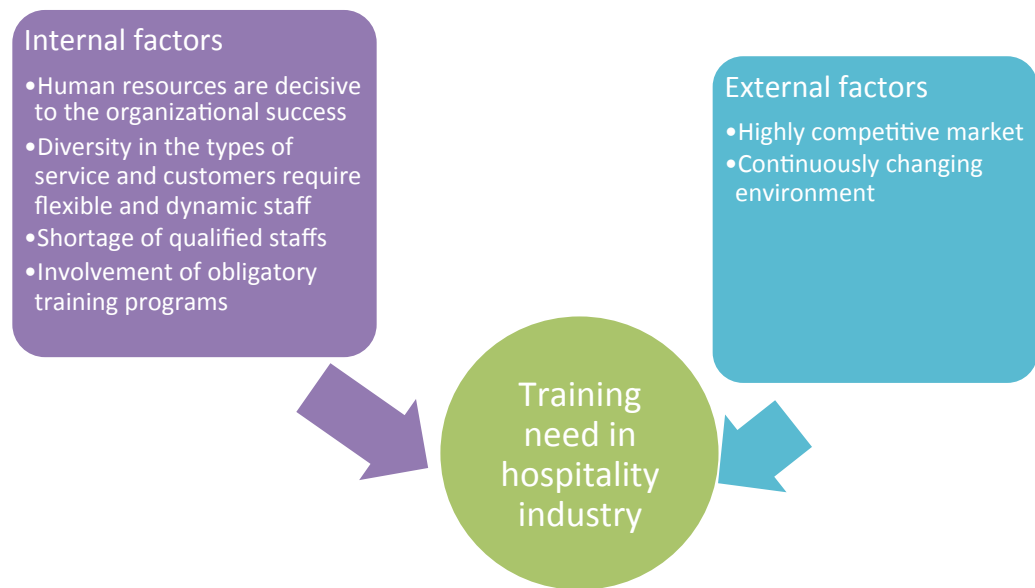 Internal factors
•Human resources are decisive
to the organizational success
•Diversity in the types of
service and customers require
flexible and dynamic staff
•Shortage of qualified staffs
•Involvement of obligatory
training programs
External factors
•Highly competitive market
•Continuously changing
environment
Training
need in
hospitality
industry